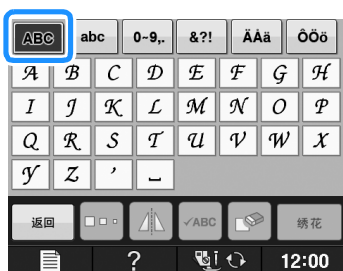 ABC abc 0~9,. &?! ÄÅä ÔÖö
A B C D E F G H
I J K L M N O P
Q R S T U V W X
Y Z ’ ⎵
返回 ABC 绣花
? 12:00